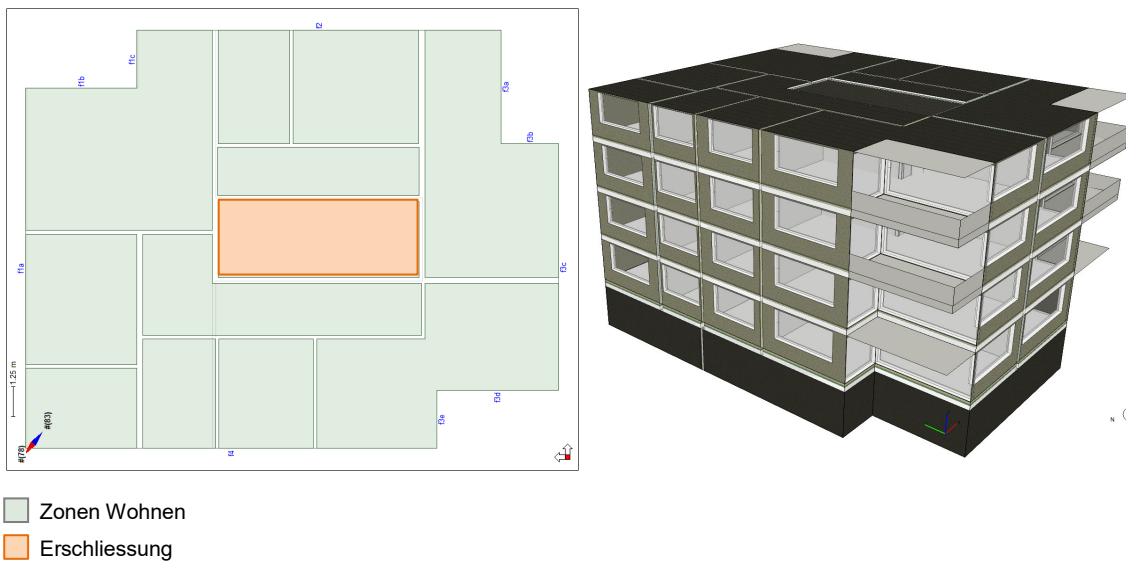 f2
f1c
f1b
f3a
f3b
f1a
f3c
1.25 m
f3d
f3e
#(83)
#(78)
f4
N
Zonen Wohnen
Erschliessung